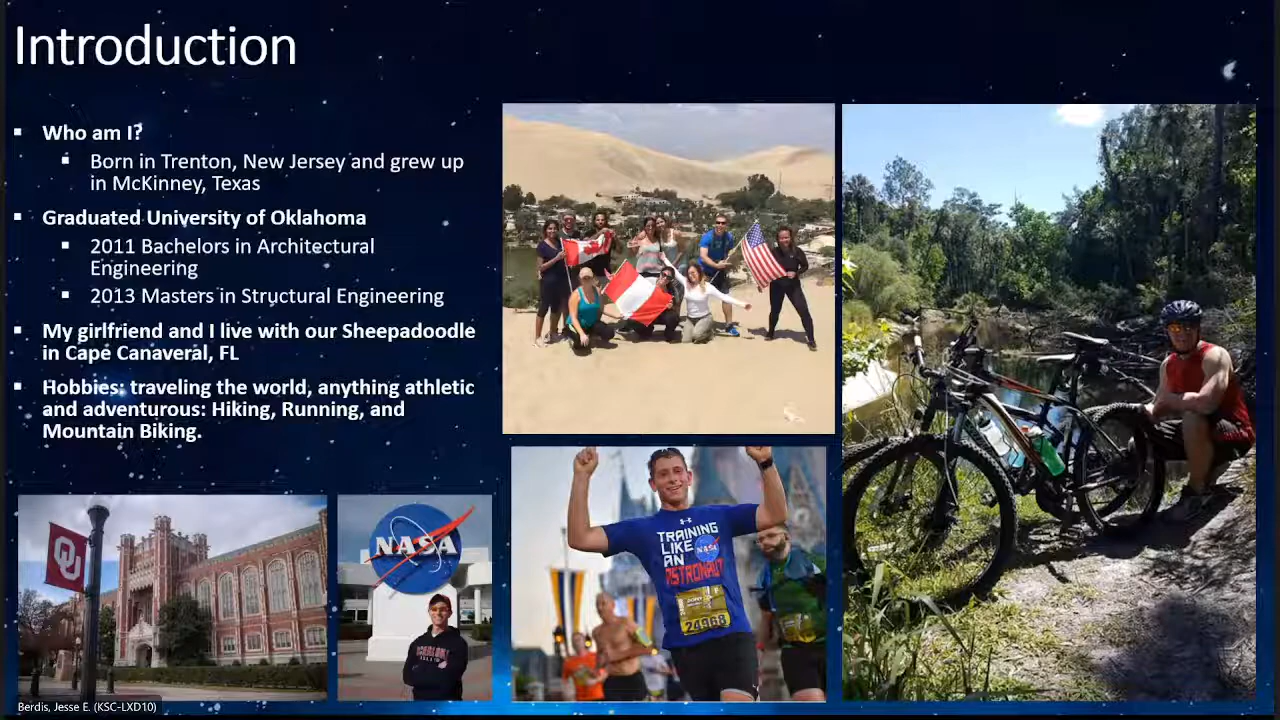 Introduction
▪ Who am I?
▪ Born in Trenton, New Jersey and grew up
in McKinney, Texas
▪ Graduated University of Oklahoma
▪ 2011 Bachelors in Architectural
Engineering
▪ 2013 Masters in Structural Engineering
▪ My girlfriend and I live with our Sheepadoodle
in Cape Canaveral, FL
▪ Hobbies: traveling the world, anything athletic
and adventurous: Hiking, Running, and
Mountain Biking.
OU
NASA
TRAINING
LIKE
AN
NASA
ASTRONAUT
24968
Berdis, Jesse E. (KSC-LXD10)